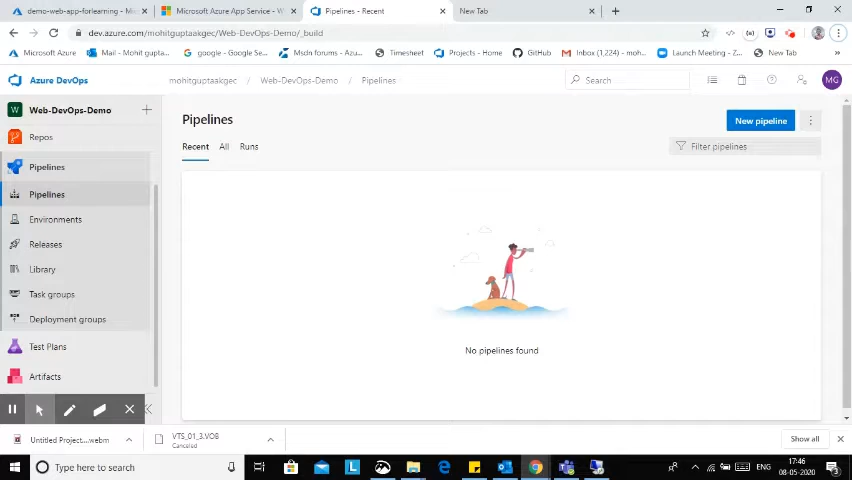 demo-web-app-forlearning - Mic
Microsoft Azure App Service - W
Pipelines - Recent
New Tab
dev.azure.com/mohitguptaakgec/Web-DevOps-Demo/_build
Microsoft Azure
Mail - Mohit gupta...
google - Google Se...
Msdn forums - Az...
Timesheet
Projects - Home
GitHub
Inbox (1,224) - moh...
Launch Meeting - Z...
New Tab
Azure DevOps
mohitguptaakgec / Web-DevOps-Demo / Pipelines
Search
MG
W Web-DevOps-Demo
Repos
Pipelines
Pipelines
Environments
Releases
Library
Task groups
Deployment groups
Test Plans
Artifacts
Pipelines
New pipeline
Recent All Runs
Filter pipelines
No pipelines found
Untitled Project....webm
VTS_01_3.VOB
Canceled
Show all
Type here to search
ENG
17:46
08-05-2020